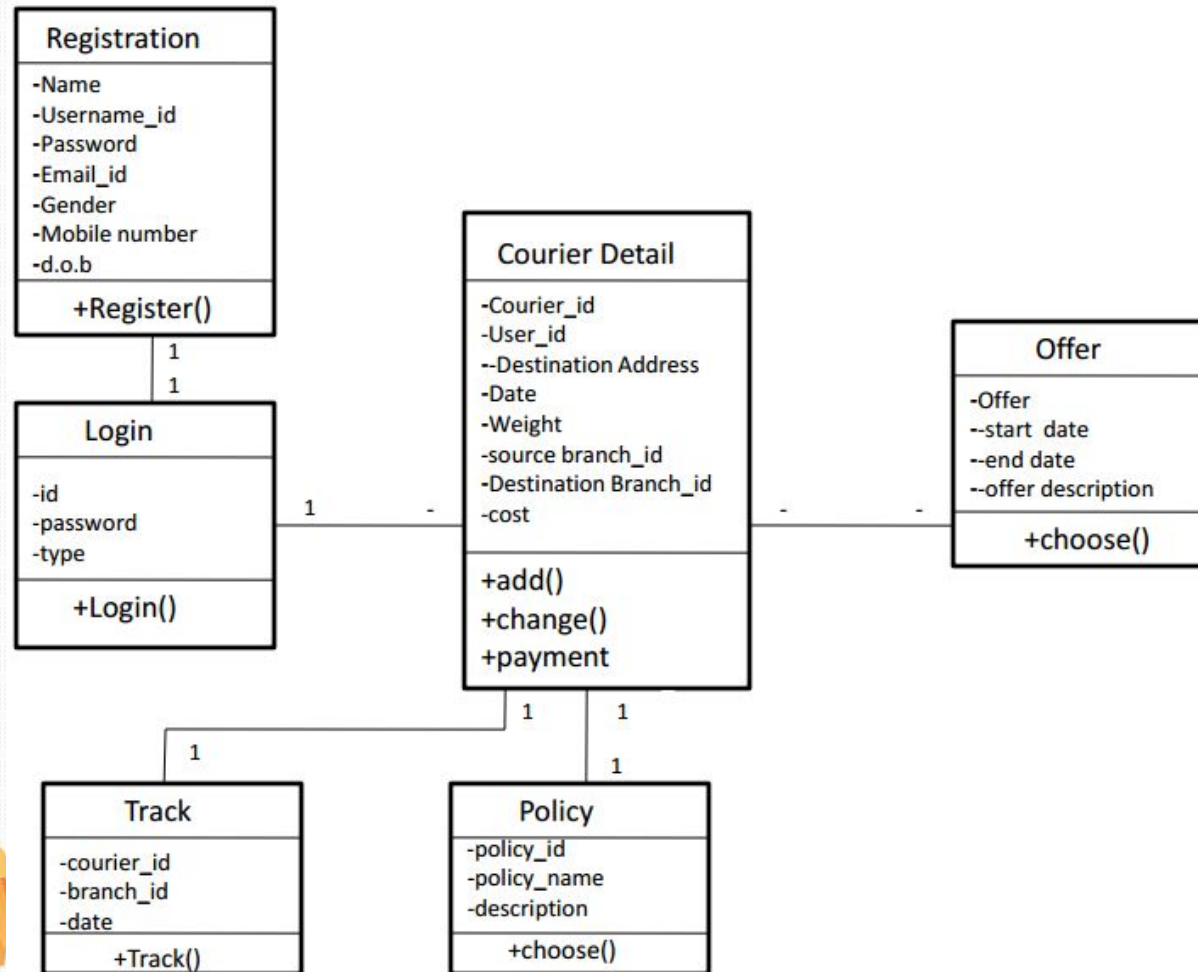 Registration
-Name
-Username_id
-Password
-Email_id
-Gender
-Mobile number
-d.o.b
+Register()
1
1
Login
-id
-password
-type
+Login()
1
-
Courier Detail
-Courier_id
-User_id
--Destination Address
-Date
-Weight
-source branch_id
-Destination Branch_id
-cost
+add()
+change()
+payment
-
-
Offer
-Offer
--start date
--end date
--offer description
+choose()
1
1
1
1
Track
-courier_id
-branch_id
-date
+Track()
Policy
-policy_id
-policy_name
-description
+choose()